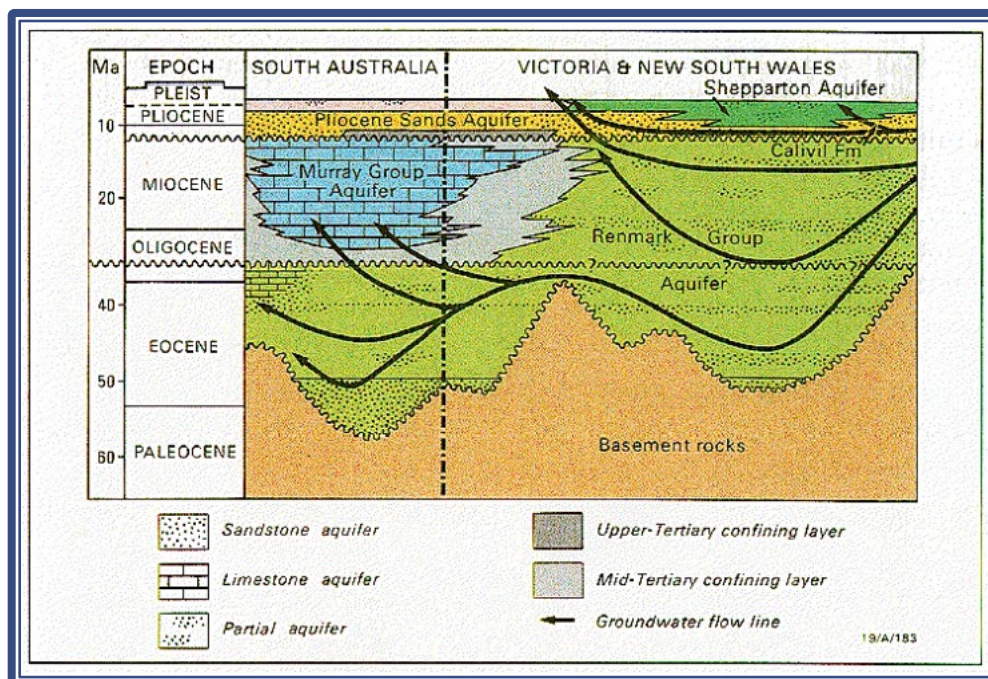 Ma EPOCH SOUTH AUSTRALIA VICTORIA & NEW SOUTH WALES
PLEIST
Shepparton Aquifer
PLIOCENE
10
Pliocene Sands Aquifer
Calivil Fm
MIOCENE
Murray Group
Aquifer
20
OLIGOCENE
Renmark Group
? ? ?
Aquifer
40
EOCENE
50
PALEOCENE
Basement rocks
60
Sandstone aquifer
Limestone aquifer
Partial aquifer
Upper-Tertiary confining layer
Mid-Tertiary confining layer
Groundwater flow line
19/A/183